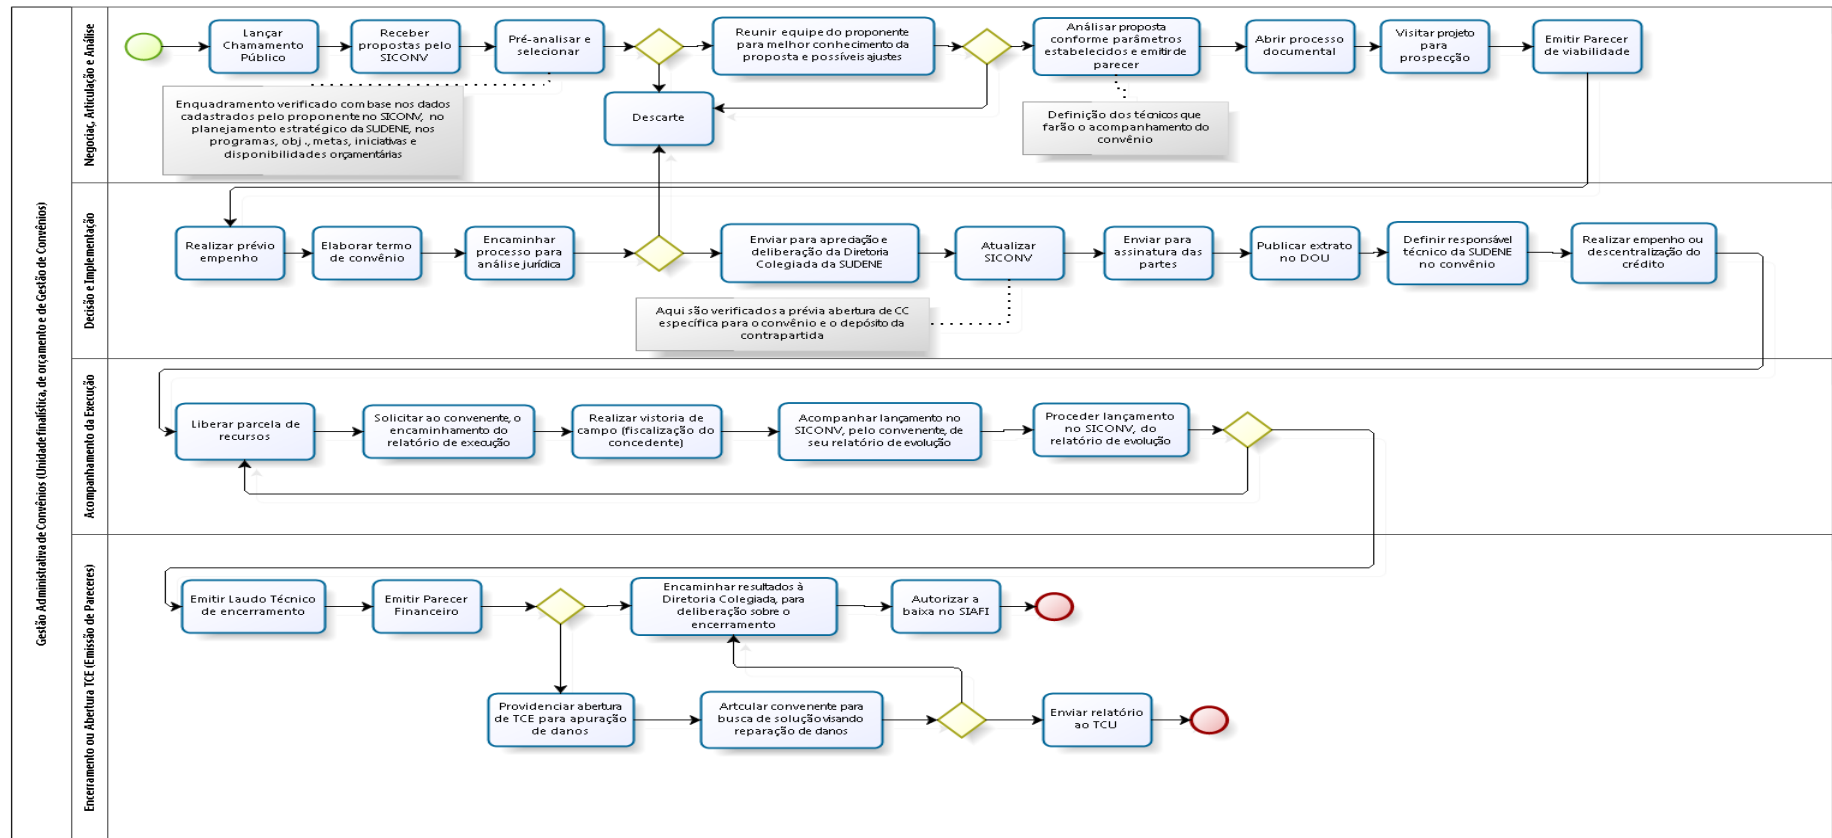 Gestão Administrativa de Convênios (Unidade finalística, de orçamento e de Gestão de Convênios)
Negociaç, Articulação e Análise
Lançar
Chamamento
Público
Receber
propostas pelo
SICONV
Pré-analisar e
selecionar
Reunir equipe do proponente
para melhor conhecimento da
proposta e possíveis ajustes
Análisar proposta
conforme parâmetros
estabelecidos e emitir de
parecer
Abrir processo
documental
Visitar projeto
para
prospecção
Emitir Parecer
de viabilidade
Enquadramento verificado com base nos dados
cadastrados pelo proponente no SICONV, no
planejamento estratégico da SUDENE, nos
programas, obj., metas, iniciativas e
disponibilidades orçamentárias
Descarte
Definição dos técnicos que
farão o acompanhamento do
convênio
Decisão e Implementação
Realizar prévio
empenho
Elaborar termo
de convênio
Encaminhar
processo para
análise jurídica
Enviar para apreciação e
deliberação da Diretoria
Colegiada da SUDENE
Atualizar
SICONV
Enviar para
assinatura das
partes
Publicar extrato
no DOU
Definir responsável
técnico da SUDENE
no convênio
Realizar empenho ou
descentralização do
crédito
Aqui são verificados a prévia abertura de CC
específica para o convênio e o depósito da
contrapartida
Acompanhamento da Execução
Liberar parcela de
recursos
Solicitar ao convenente, o
encaminhamento do
relatório de execução
Realizar vistoria de
campo (fiscalização do
concedente)
Acompanhar lançamento no
SICONV, pelo convenente, de
seu relatório de evolução
Proceder lançamento
no SICONV, do
relatório de evolução
Encerramento ou Abertura TCE (Emissão de Pareceres)
Emitir Laudo Técnico
de encerramento
Emitir Parecer
Financeiro
Encaminhar resultados à
Diretoria Colegiada, para
deliberação sobre o
encerramento
Autorizar a
baixa no SIAFI
Providenciar abertura
de TCE para apuração
de danos
Artcular convenente para
busca de solução visando
reparação de danos
Enviar relatório
ao TCU